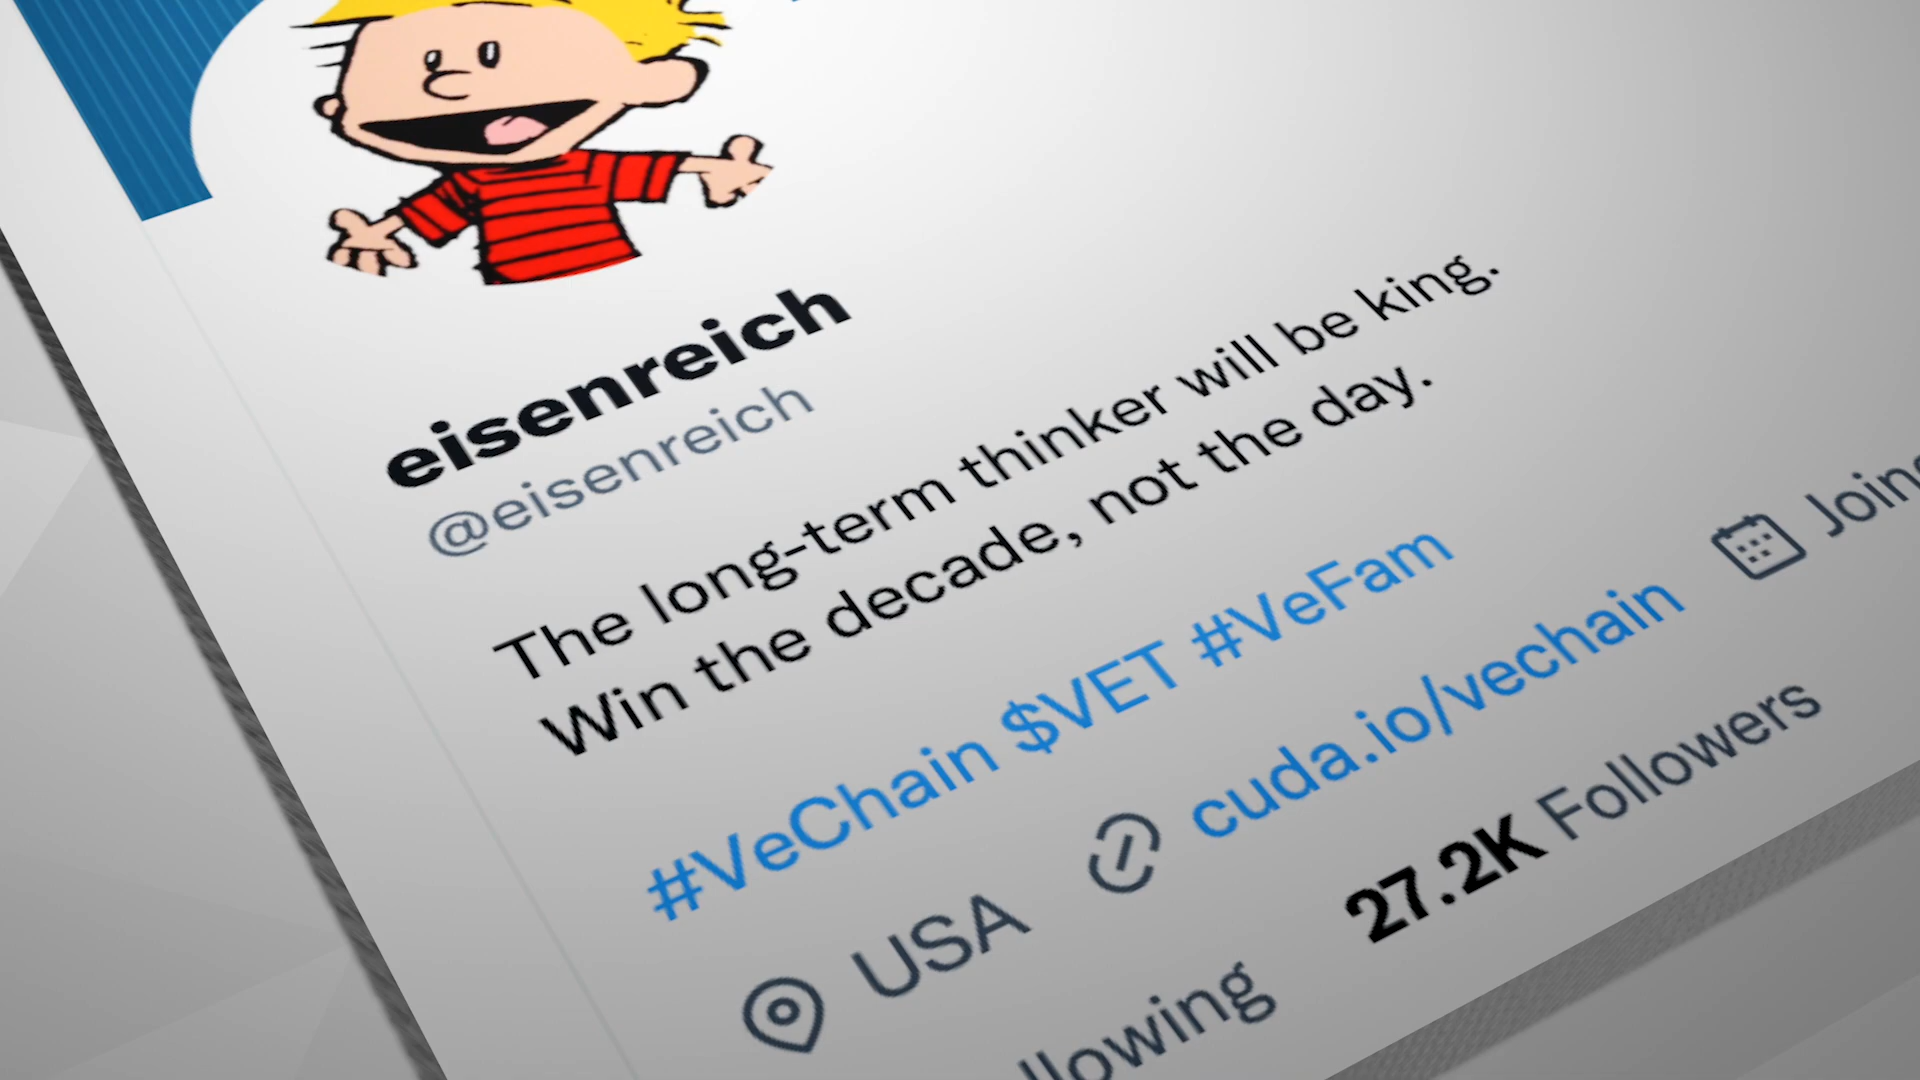 eisenreich
@eisenreich
The long-term thinker will be king.
Win the decade, not the day.
#VeChain $VET #VeFam
USA cuda.io/vechain
27.2K Followers